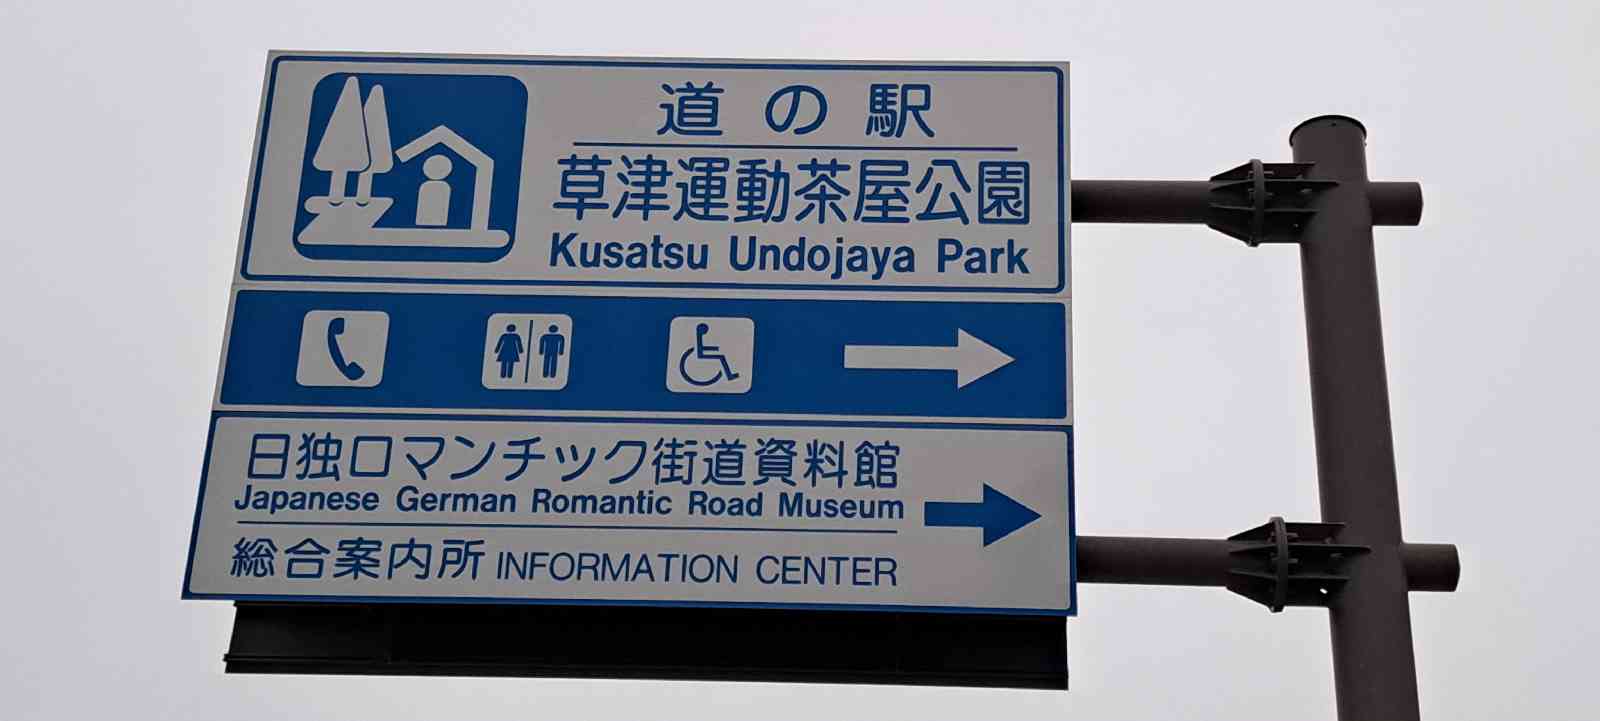 道の駅
草津運動茶屋公園
Kusatsu Undojaya Park
日独ロマンチック街道資料館
Japanese German Romantic Road Museum
総合案内所 INFORMATION CENTER